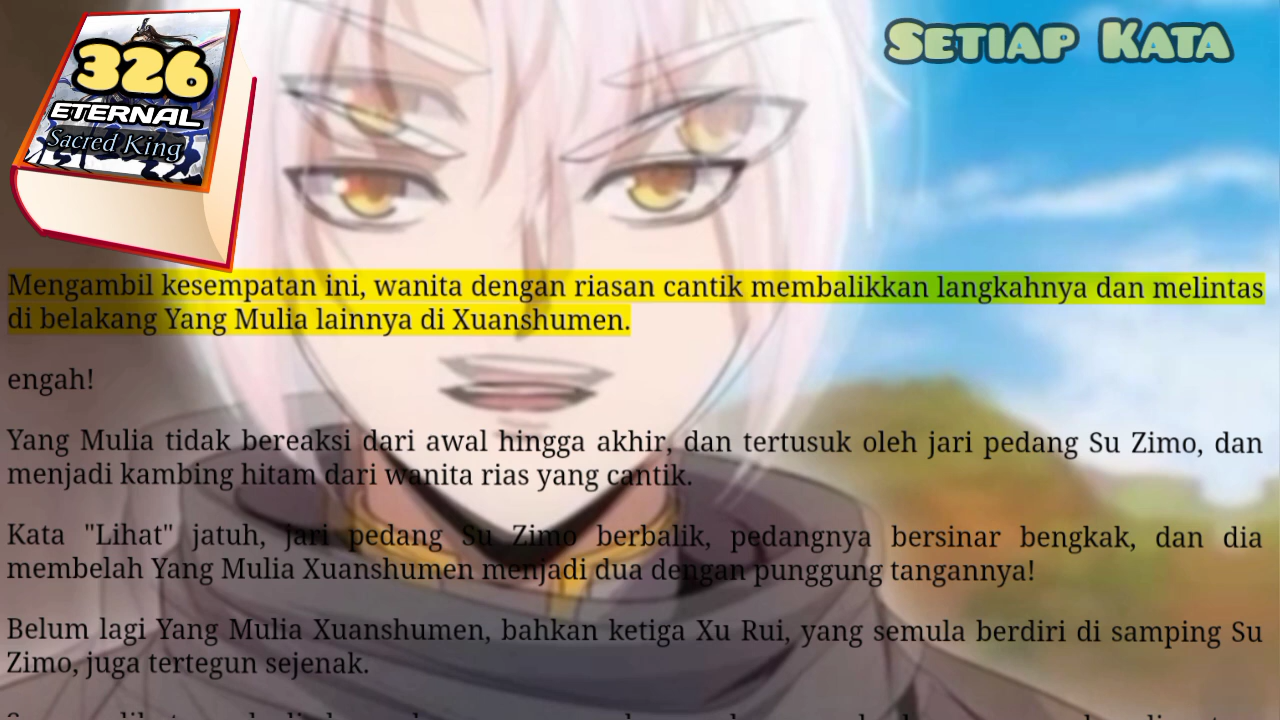 326
ETERNAL
Sacred King
SETIAP KATA
Mengambil kesempatan ini, wanita dengan riasan cantik membalikkan langkahnya dan melintas
di belakang Yang Mulia lainnya di Xuanshumen.
engah!
Yang Mulia tidak bereaksi dari awal hingga akhir, dan tertusuk oleh jari pedang Su Zimo, dan
menjadi kambing hitam dari wanita rias yang cantik.
Kata "Lihat" jatuh, jari pedang Su Zimo berbalik, pedangnya bersinar bengkak, dan dia
membelah Yang Mulia Xuanshumen menjadi dua dengan punggung tangannya!
Belum lagi Yang Mulia Xuanshumen, bahkan ketiga Xu Rui, yang semula berdiri di samping Su
Zimo, juga tertegun sejenak.